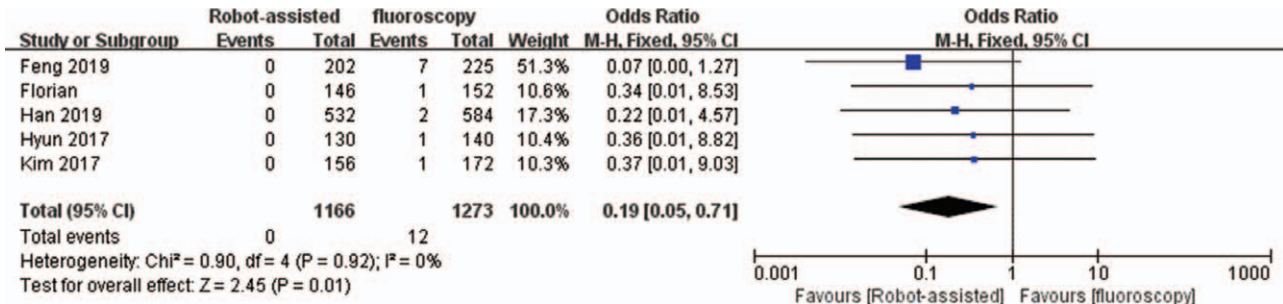 Robot-assisted fluoroscopy Odds Ratio Odds Ratio
Study or Subgroup Events Total Events Total Weight M-H, Fixed, 95% CI M-H, Fixed, 95% CI
Feng 2019 0 202 7 225 51.3% 0.07 [0.00, 1.27]
Florian 0 146 1 152 10.6% 0.34 [0.01, 8.53]
Han 2019 0 532 2 584 17.3% 0.22 [0.01, 4.57]
Hyun 2017 0 130 1 140 10.6% 0.36 [0.01, 8.82]
Kim 2017 0 156 1 172 10.3% 0.37 [0.01, 9.03]
Total (95% CI) 1166 1273 100.0% 0.19 [0.05, 0.71]
Total events 0 12
Heterogeneity: Chi² = 0.90, df = 4 (P = 0.92); I² = 0%
Test for overall effect: Z = 2.45 (P = 0.01)
0.001 0.1 1 10 1000
Favours [Robot-assisted] Favours [fluoroscopy]